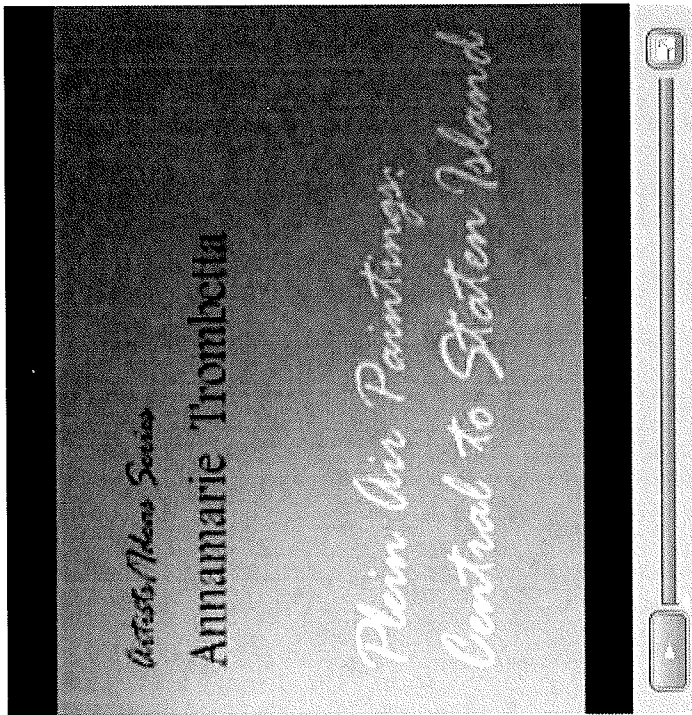 Artists/Ideas Series
Annamarie Trombetta
Plein Air Paintings:
Central to Staten Island